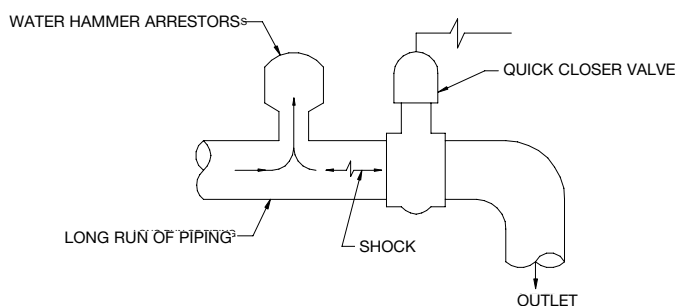 WATER HAMMER ARRESTORS
QUICK CLOSER VALVE
LONG RUN OF PIPING
SHOCK
OUTLET